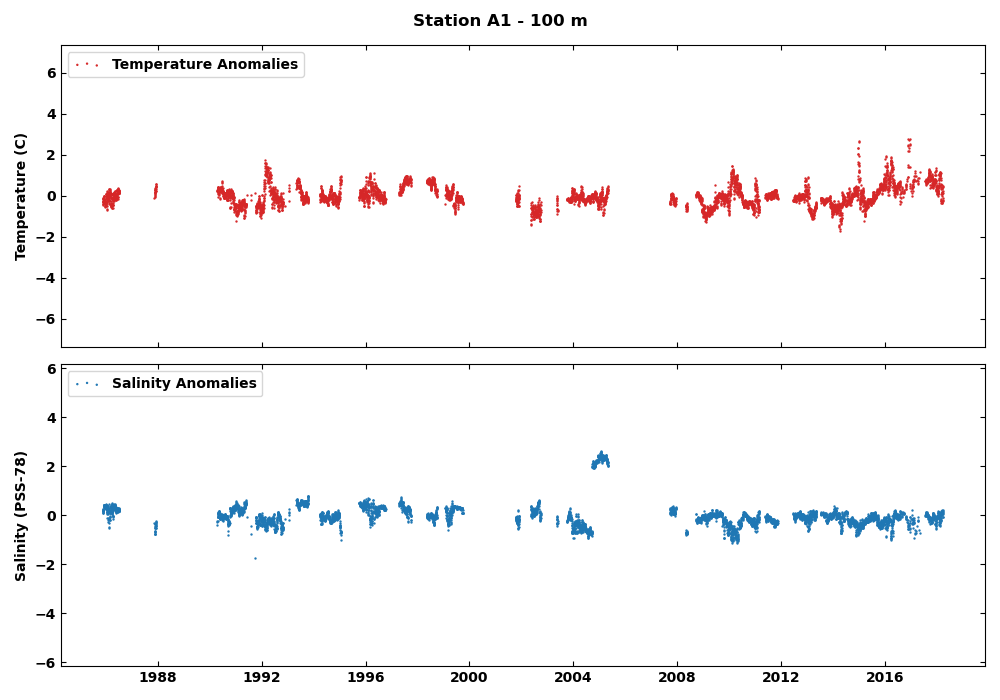 Station A1 - 100 m
Temperature Anomalies
Temperature (C)
6
4
2
0
−2
−4
−6
Salinity Anomalies
Salinity (PSS-78)
6
4
2
0
−2
−4
−6
1988 1992 1996 2000 2004 2008 2012 2016